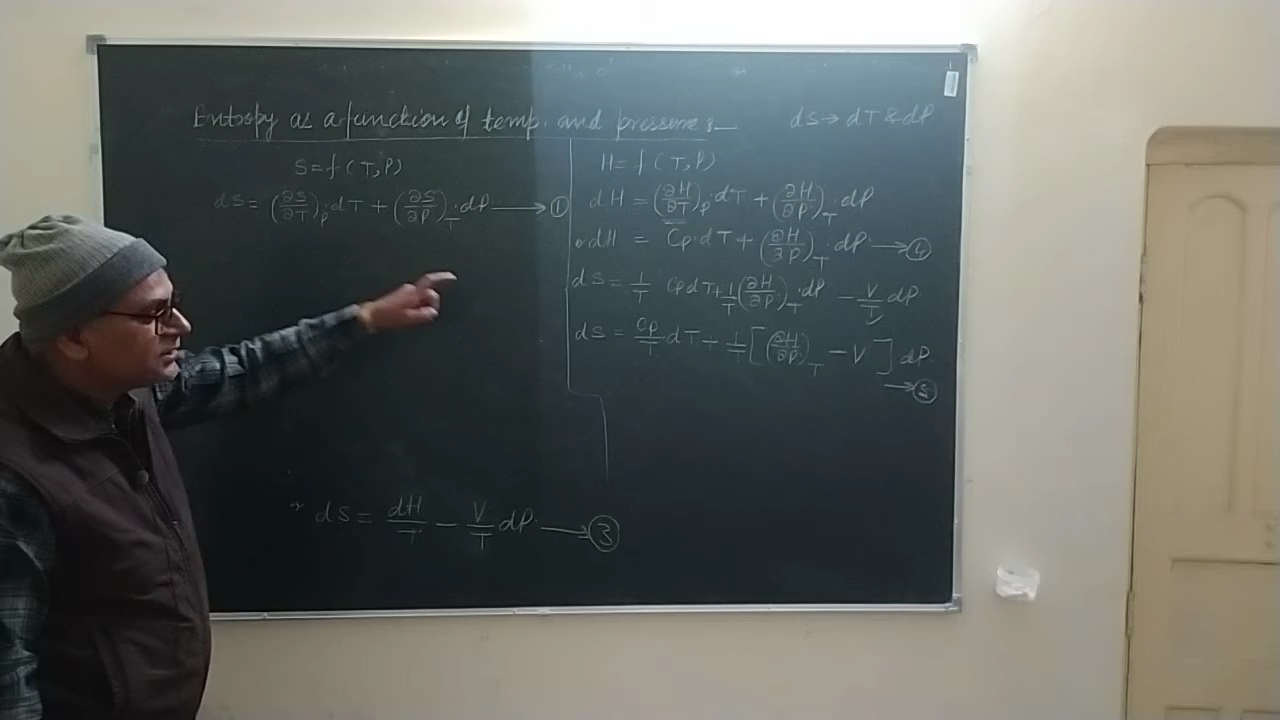 Entropy as a function of temp. and pressure :—
dS → dT & dP
S = f (T, P)
dS = (∂S/∂T)_P · dT + (∂S/∂P)_T · dP ⟶ ①
H = f (T, P)
dH = (∂H/∂T)_P · dT + (∂H/∂P)_T · dP
dH = Cp · dT + (∂H/∂P)_T · dP ⟶ ④
dS = 1/T Cp dT + 1/T (∂H/∂P)_T · dP − V/T dP
dS = Cp/T · dT + 1/T [(∂H/∂P)_T − V] dP
⟶ ⑤
dS = dH/T − V/T dP ⟶ ③